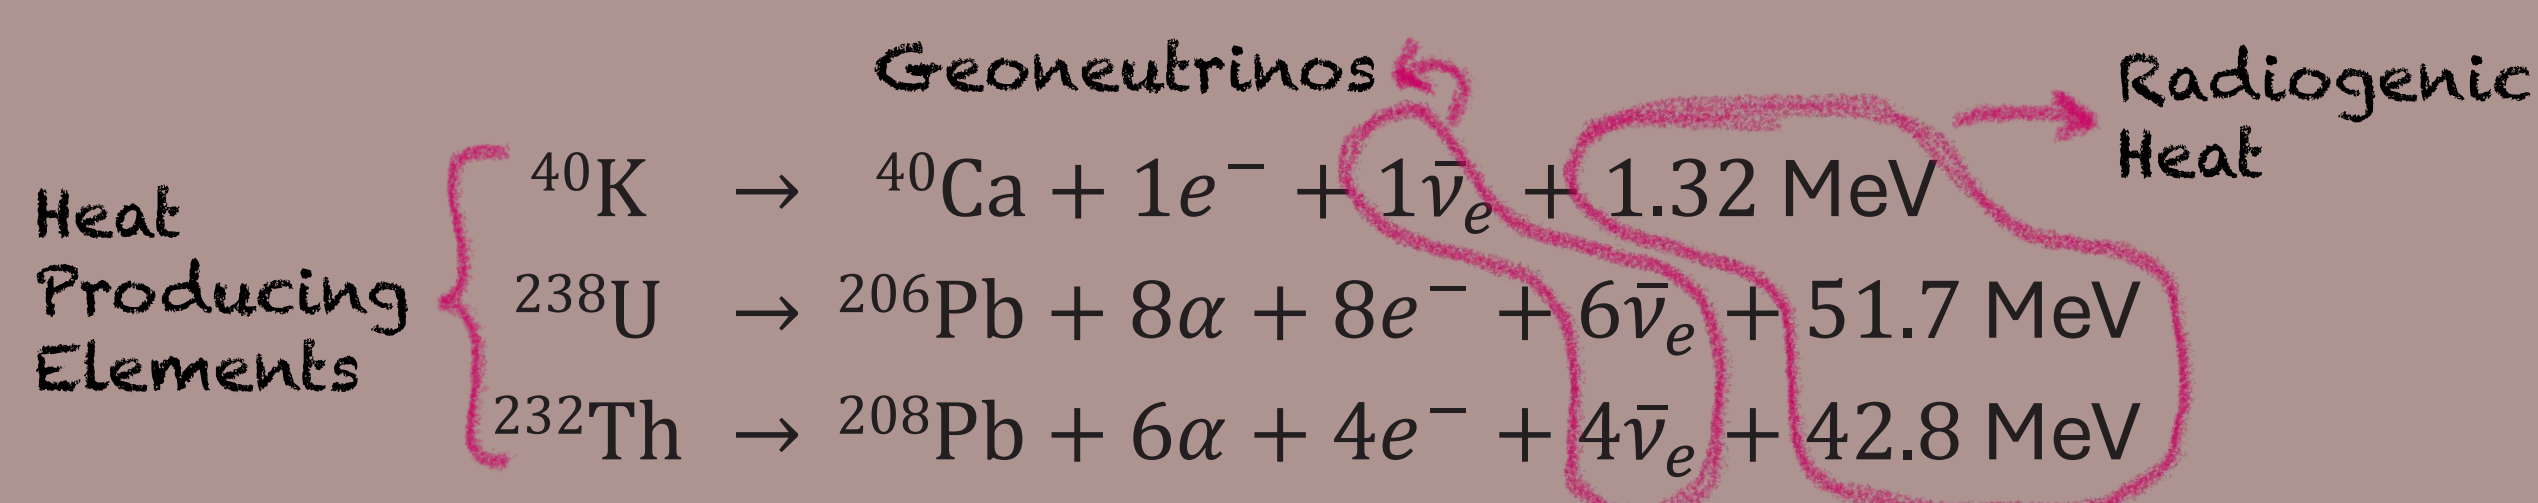 Geoneutrinos
Radiogenic
Heat
Heat
Producing
Elements
⁴⁰K → ⁴⁰Ca + 1e⁻ + 1ν̄ₑ + 1.32 MeV
²³⁸U → ²⁰⁶Pb + 8α + 8e⁻ + 6ν̄ₑ + 51.7 MeV
²³²Th → ²⁰⁸Pb + 6α + 4e⁻ + 4ν̄ₑ + 42.8 MeV